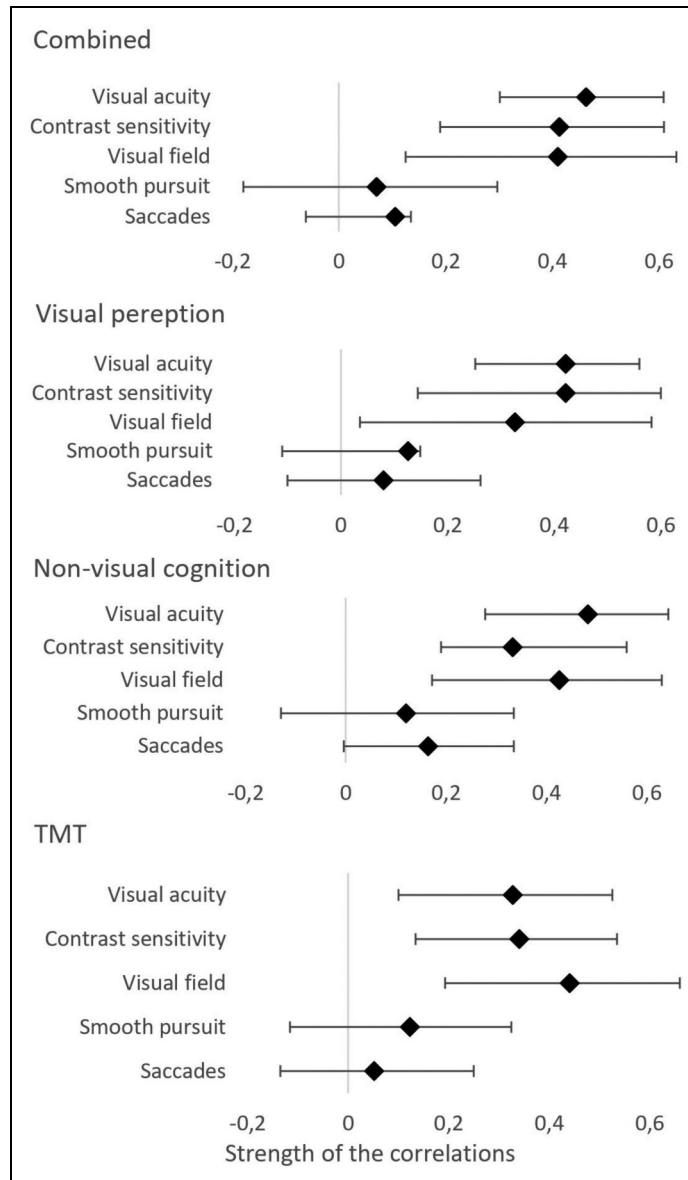 Combined
Visual acuity
Contrast sensitivity
Visual field
Smooth pursuit
Saccades
-0,2 0 0,2 0,4 0,6
Visual pereption
Visual acuity
Contrast sensitivity
Visual field
Smooth pursuit
Saccades
-0,2 0 0,2 0,4 0,6
Non-visual cognition
Visual acuity
Contrast sensitivity
Visual field
Smooth pursuit
Saccades
-0,2 0 0,2 0,4 0,6
TMT
Visual acuity
Contrast sensitivity
Visual field
Smooth pursuit
Saccades
-0,2 0 0,2 0,4 0,6
Strength of the correlations